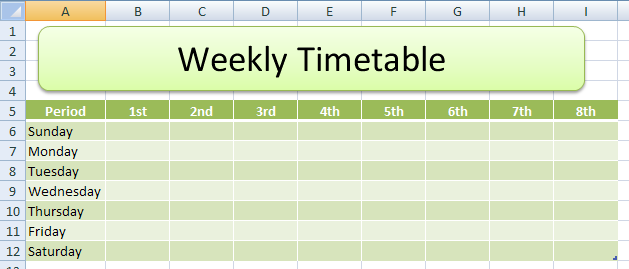 A B C D E F G H I
1
2 Weekly Timetable
3
4
5 Period 1st 2nd 3rd 4th 5th 6th 7th 8th
6 Sunday
7 Monday
8 Tuesday
9 Wednesday
10 Thursday
11 Friday
12 Saturday